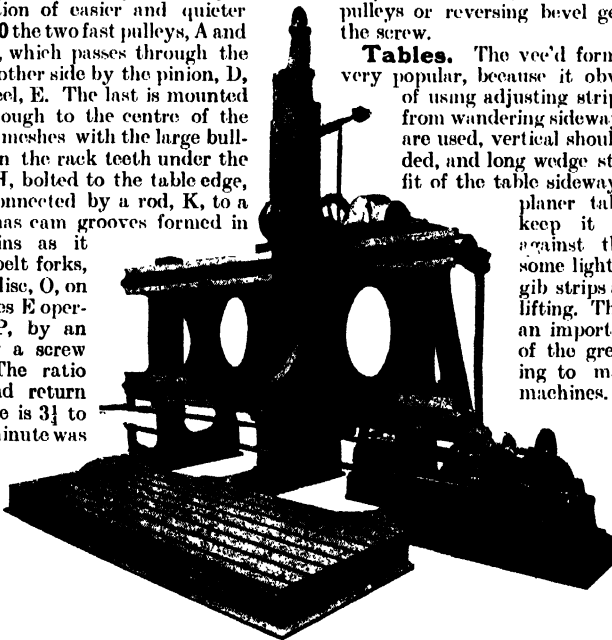 tion of easier and quieter
0 the two fast pulleys, A and
, which passes through the
other side by the pinion, D,
eel, E. The last is mounted
ough to the centre of the
meshes with the large bull-
n the rack teeth under the
H, bolted to the table edge,
onnected by a rod, K, to a
has cam grooves formed in
ins as it
belt forks,
disc, O, on
es E oper-
P, by an
a screw
The ratio
nd return
e is 3½ to
minute was
pulleys or reversing bevel ge
the screw.
Tables. The vee'd form
very popular, because it obv
of using adjusting strip
from wandering sideway
are used, vertical shoul
ded, and long wedge st
fit of the table sideway
planer tab
keep it
against th
some light
gib strips
lifting. Th
an import
of the gre
ing to m
machines.